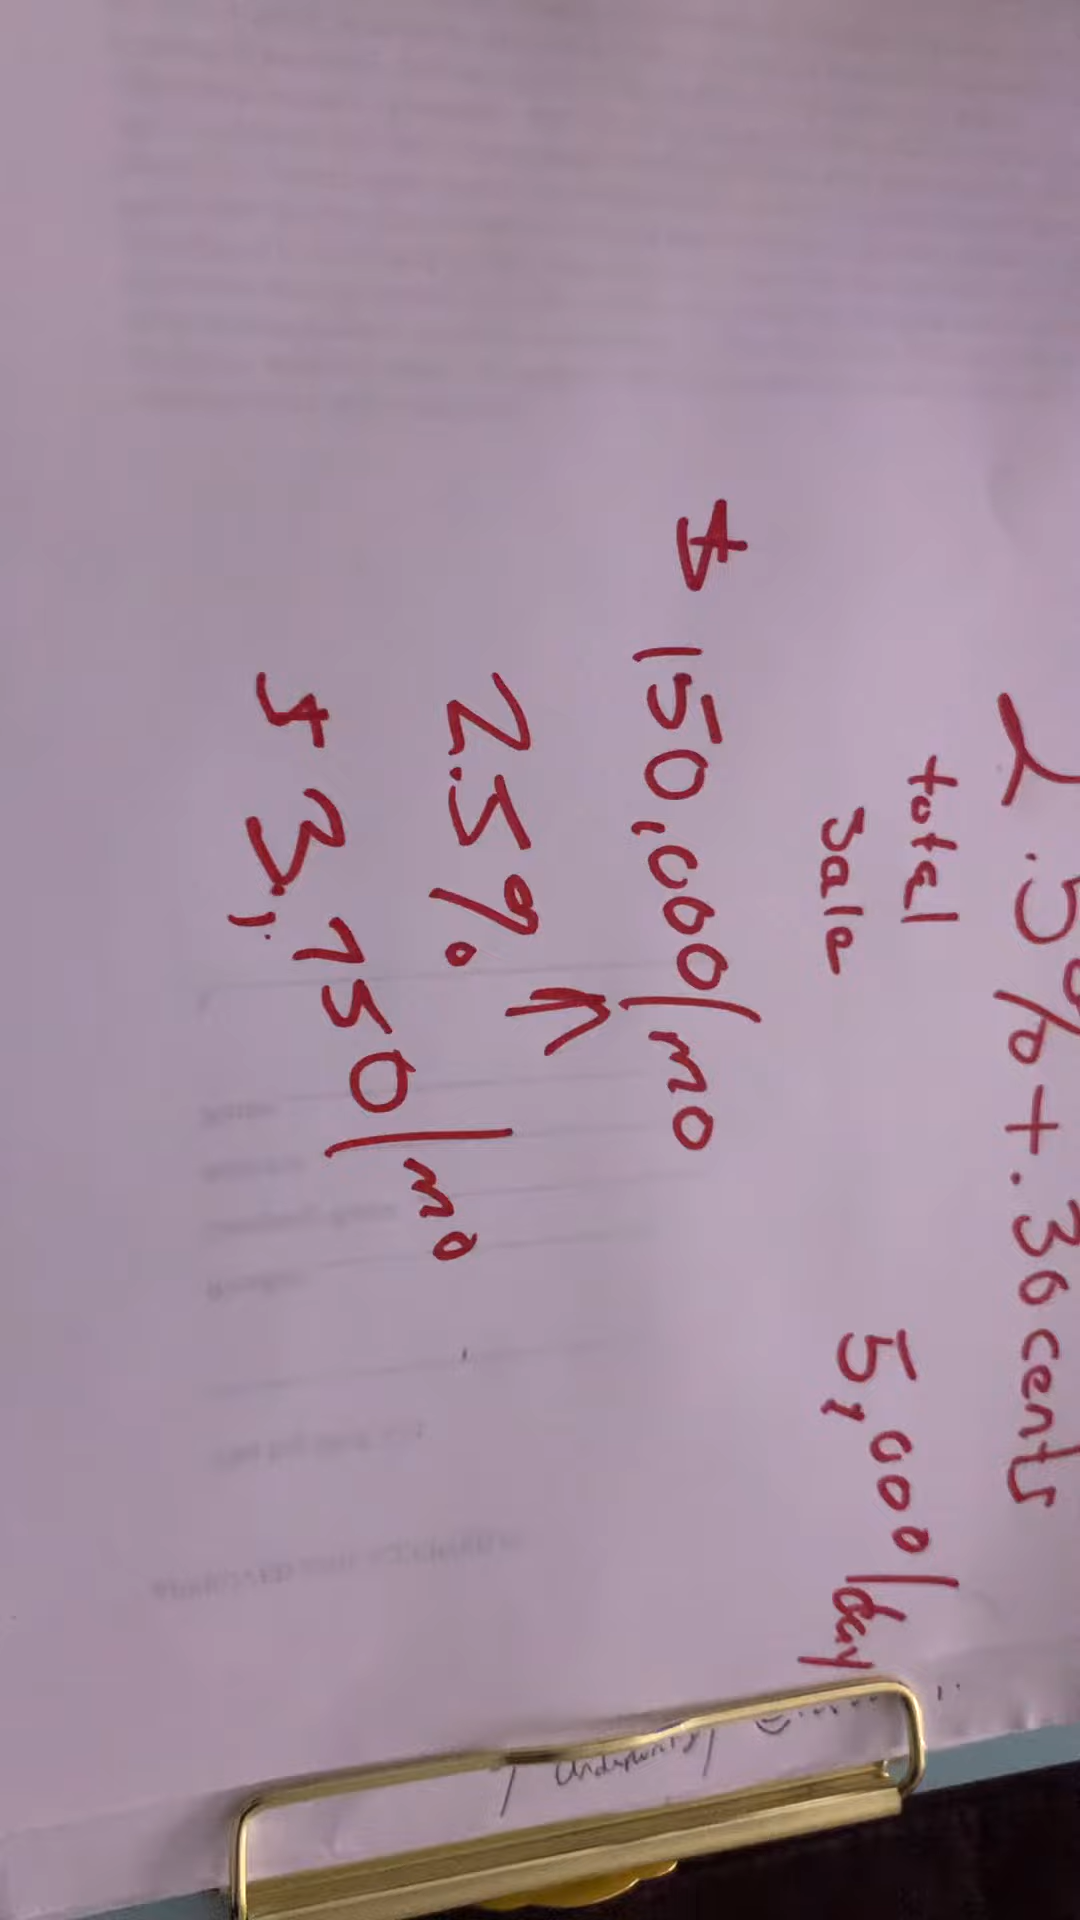 2.5% + .30 cents
total
sale
5,000/day
$ 150,000/mo
2.5% ↑
$ 3,750/mo